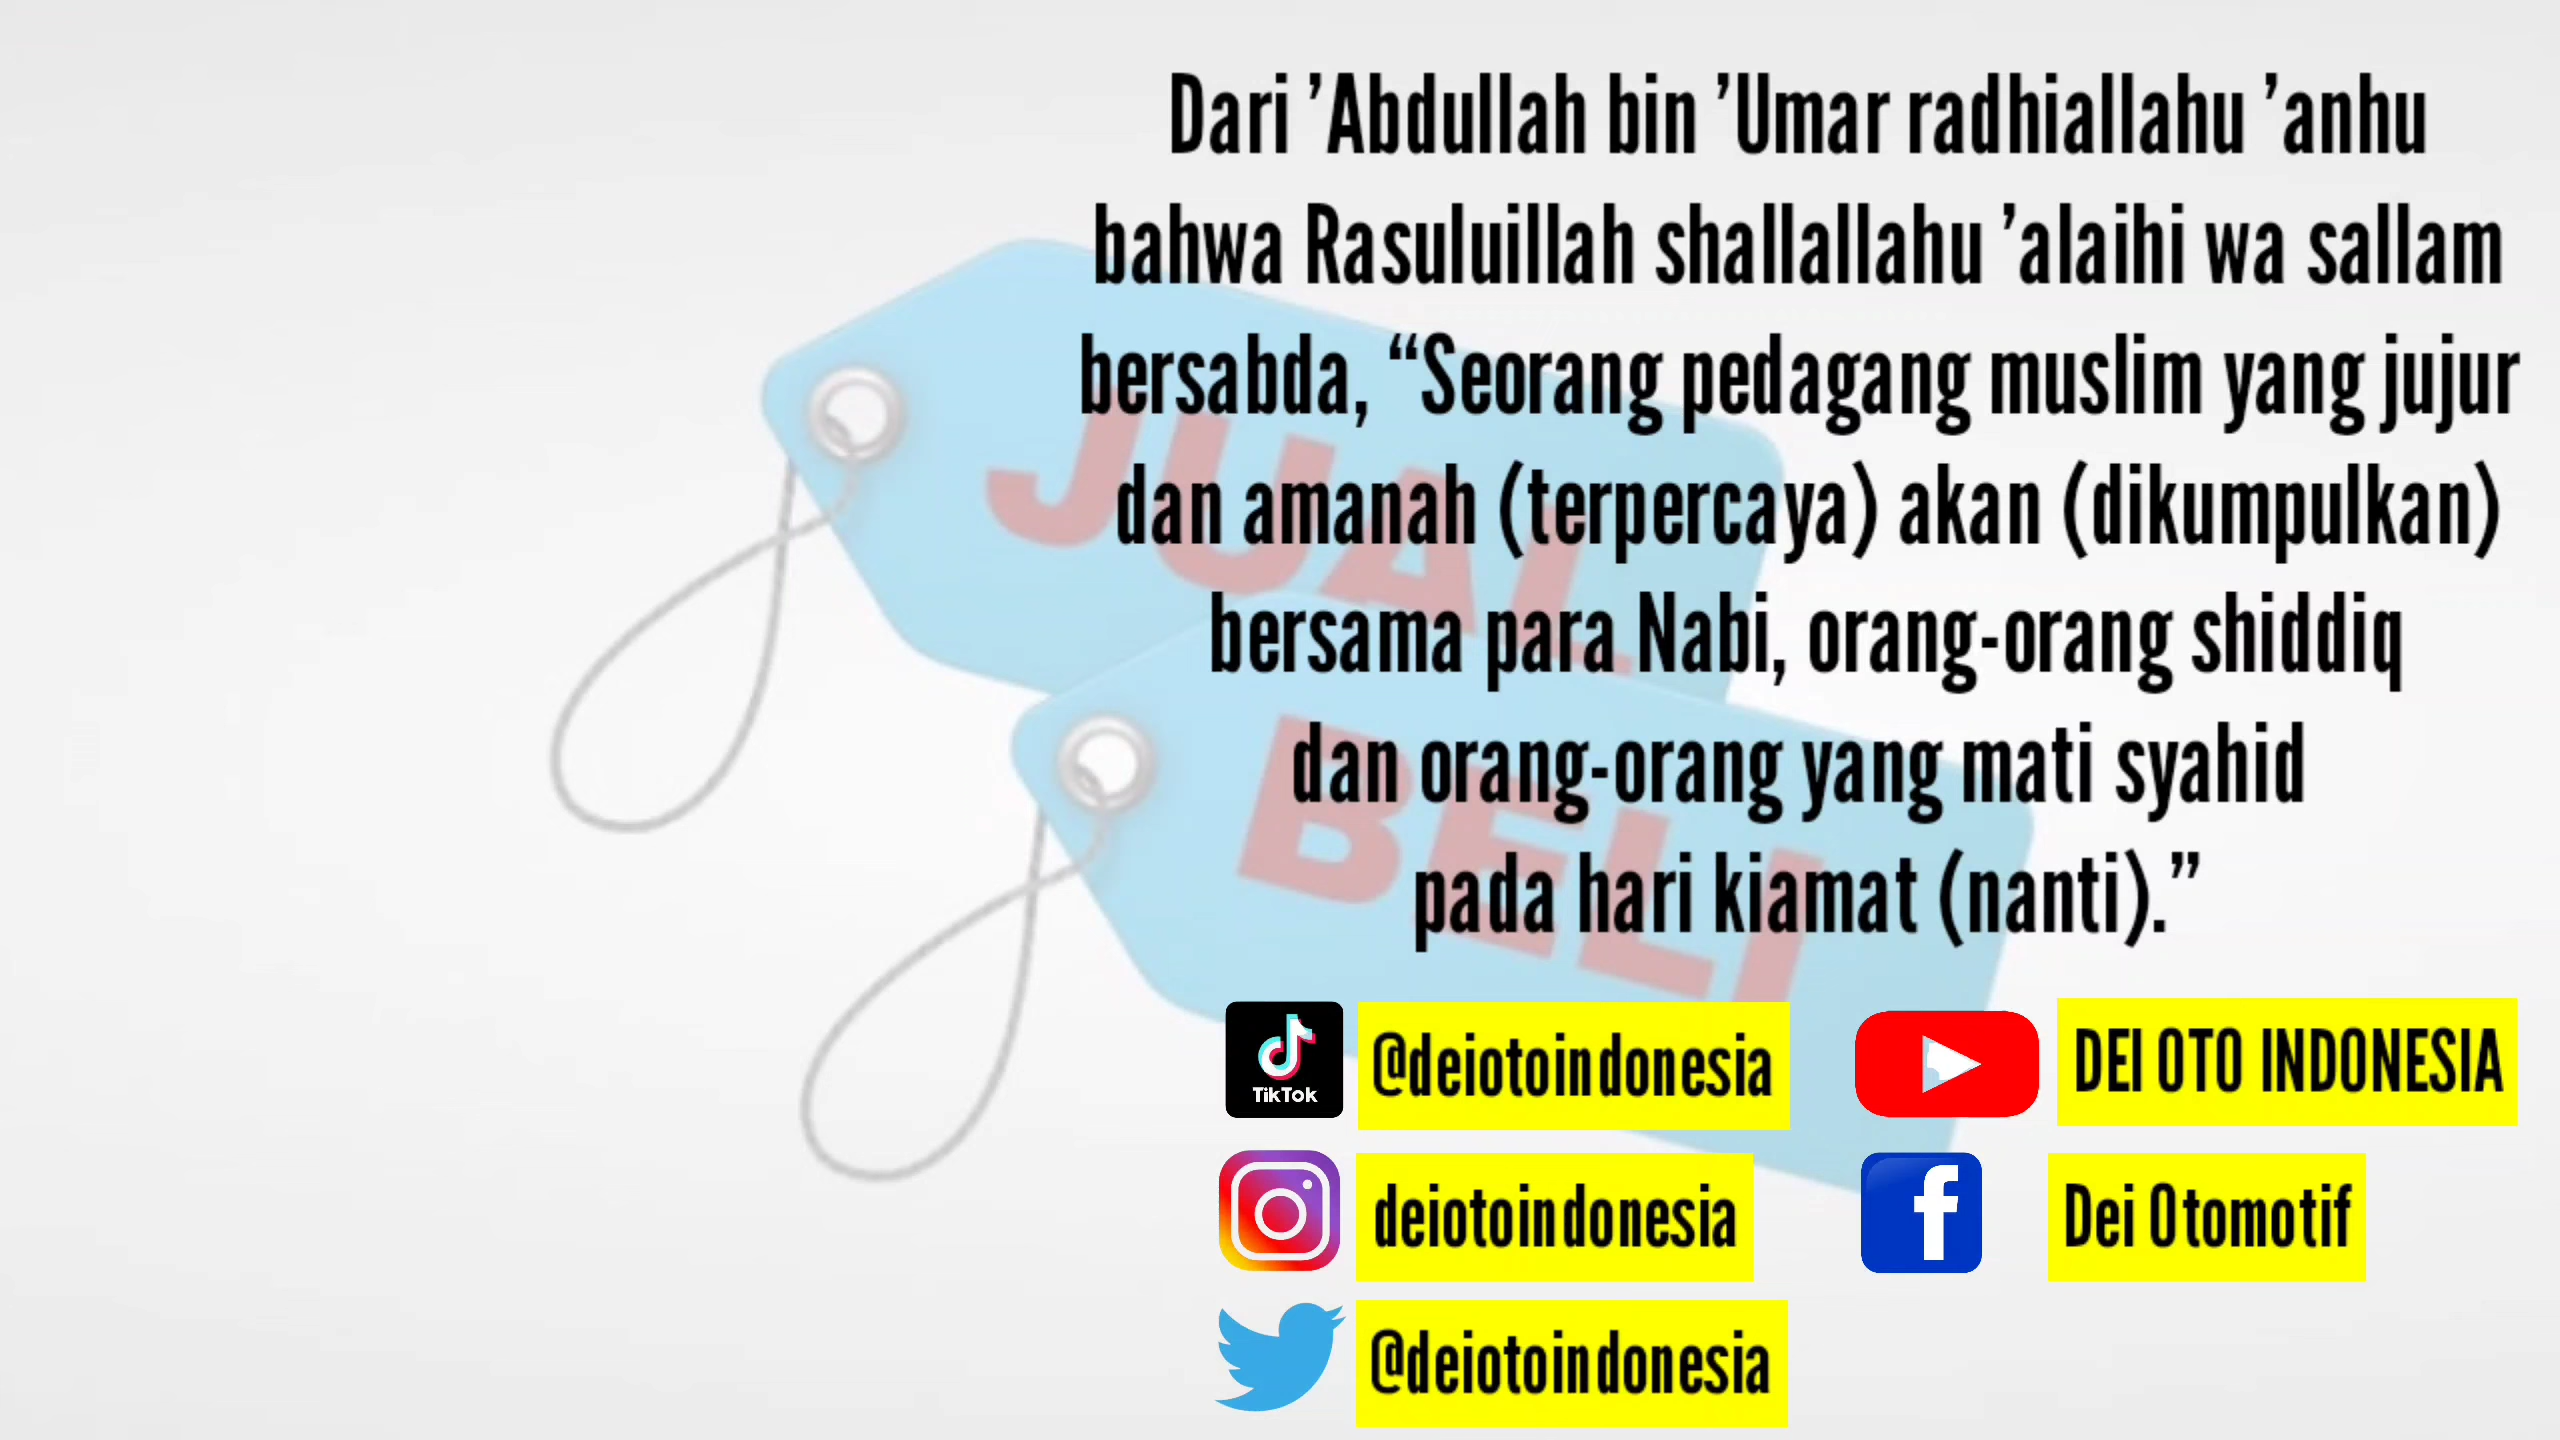 Dari ’Abdullah bin ’Umar radhiallahu ’anhu
bahwa Rasuluillah shallallahu ’alaihi wa sallam
bersabda, “Seorang pedagang muslim yang jujur
dan amanah (terpercaya) akan (dikumpulkan)
bersama para Nabi, orang-orang shiddiq
dan orang-orang yang mati syahid
pada hari kiamat (nanti).”
JUAL
BELI
TikTok
@deiotoindonesia
DEI OTO INDONESIA
deiotoindonesia
Dei Otomotif
@deiotoindonesia